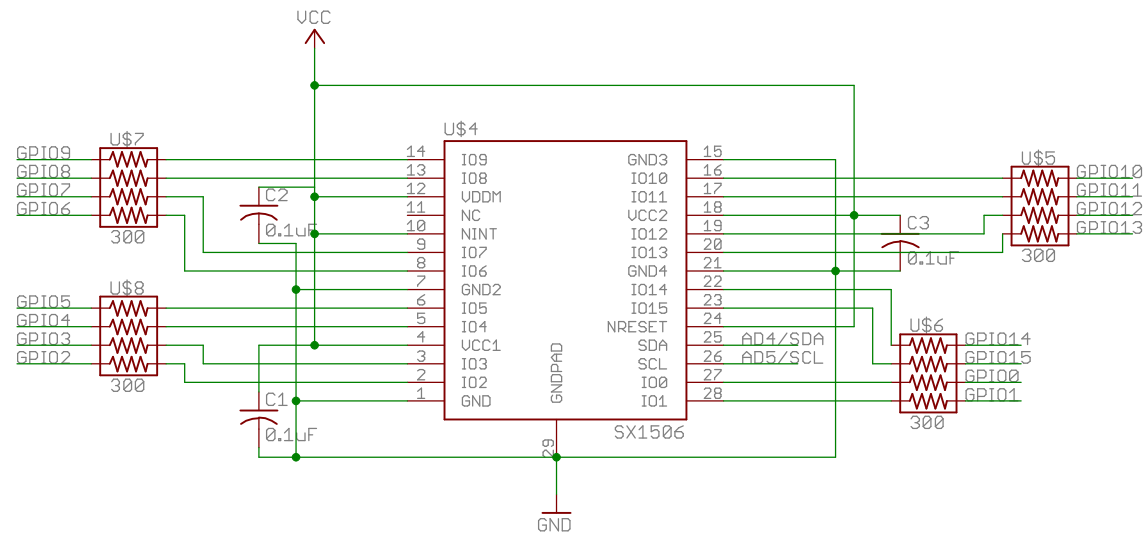 VCC
U$4
U$7
GPIO9
GPIO8
GPIO7
GPIO6
300
C2
0.1uF
14 IO9
13 IO8
12 VDDM
11 NC
10 NINT
9 IO7
8 IO6
7 GND2
6 IO5
5 IO4
4 VCC1
3 IO3
2 IO2
1 GND
GND3 15
IO10 16
IO11 17
VCC2 18
IO12 19
IO13 20
GND4 21
IO14 22
IO15 23
NRESET 24
SDA 25 AD4/SDA
SCL 26 AD5/SCL
IO0 27
IO1 28
GNDPAD
29
SX1506
U$5
GPIO10
GPIO11
GPIO12
GPIO13
300
C3
0.1uF
U$8
GPIO5
GPIO4
GPIO3
GPIO2
300
U$6
GPIO14
GPIO15
GPIO0
GPIO1
300
C1
0.1uF
GND